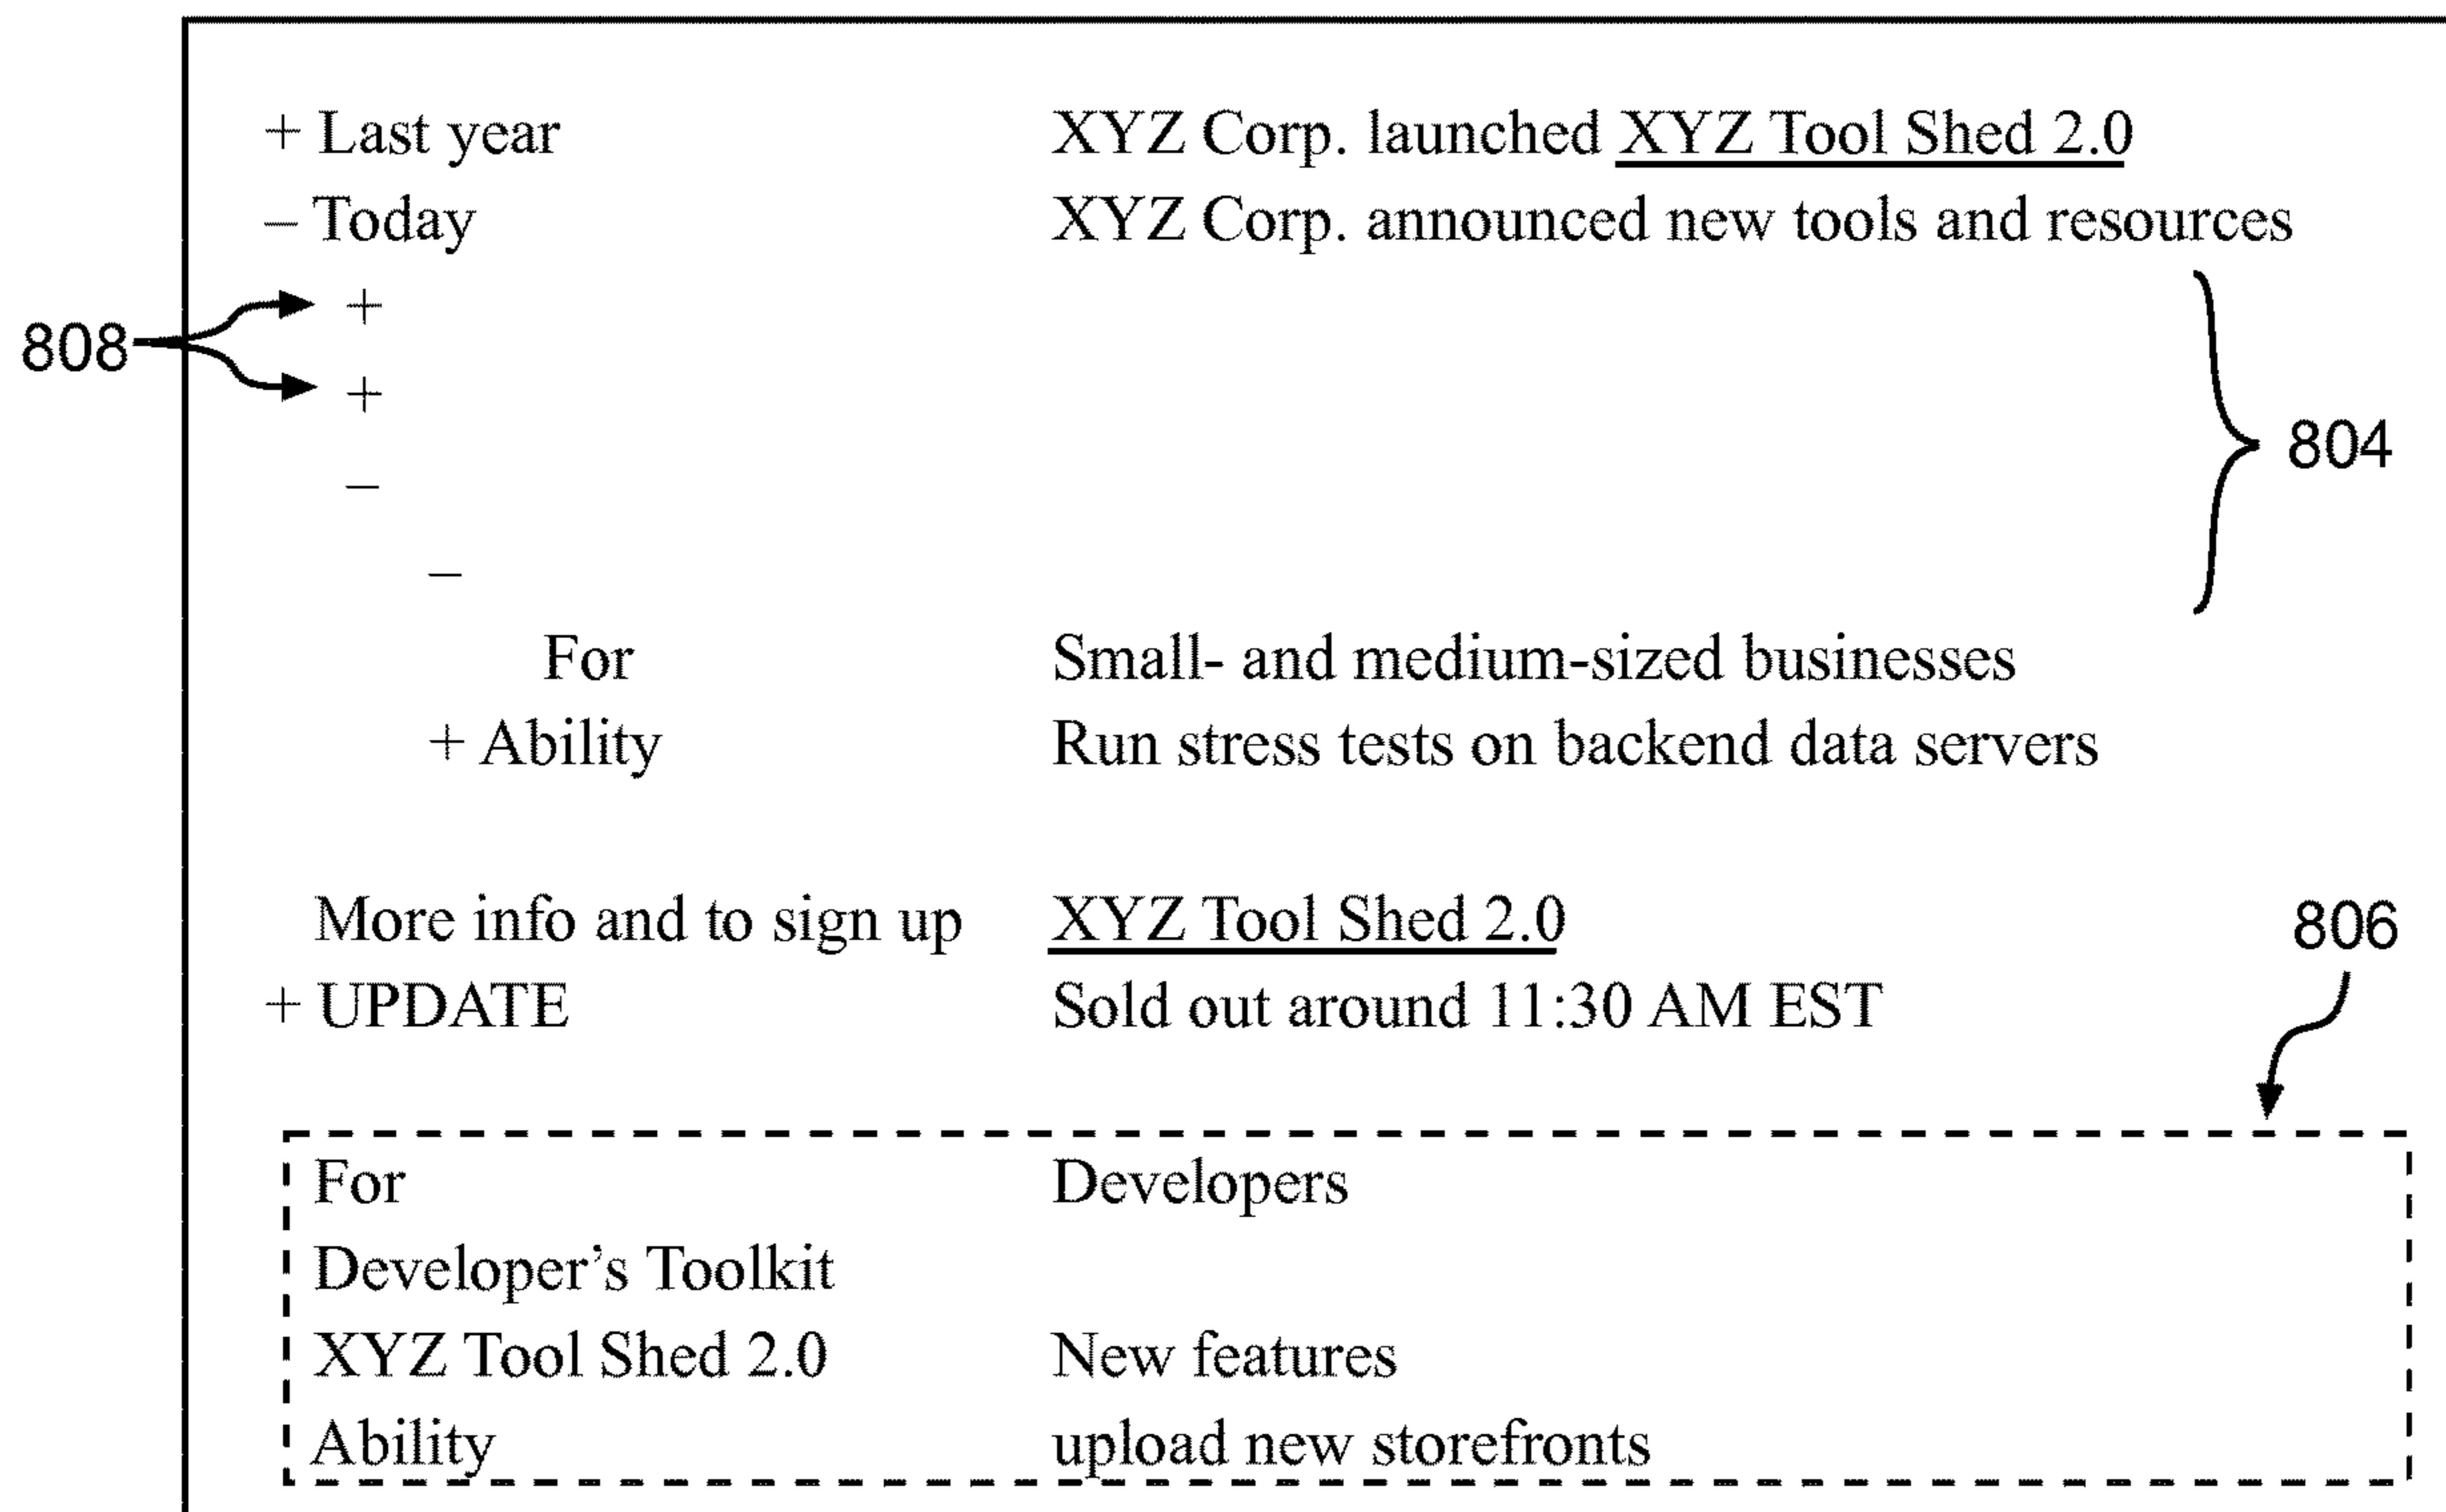 + Last year XYZ Corp. launched XYZ Tool Shed 2.0
– Today XYZ Corp. announced new tools and resources
+
808
+
804
–
–
For Small- and medium-sized businesses
+ Ability Run stress tests on backend data servers
More info and to sign up XYZ Tool Shed 2.0
806
+ UPDATE Sold out around 11:30 AM EST
For Developers
Developer’s Toolkit
XYZ Tool Shed 2.0 New features
Ability upload new storefronts